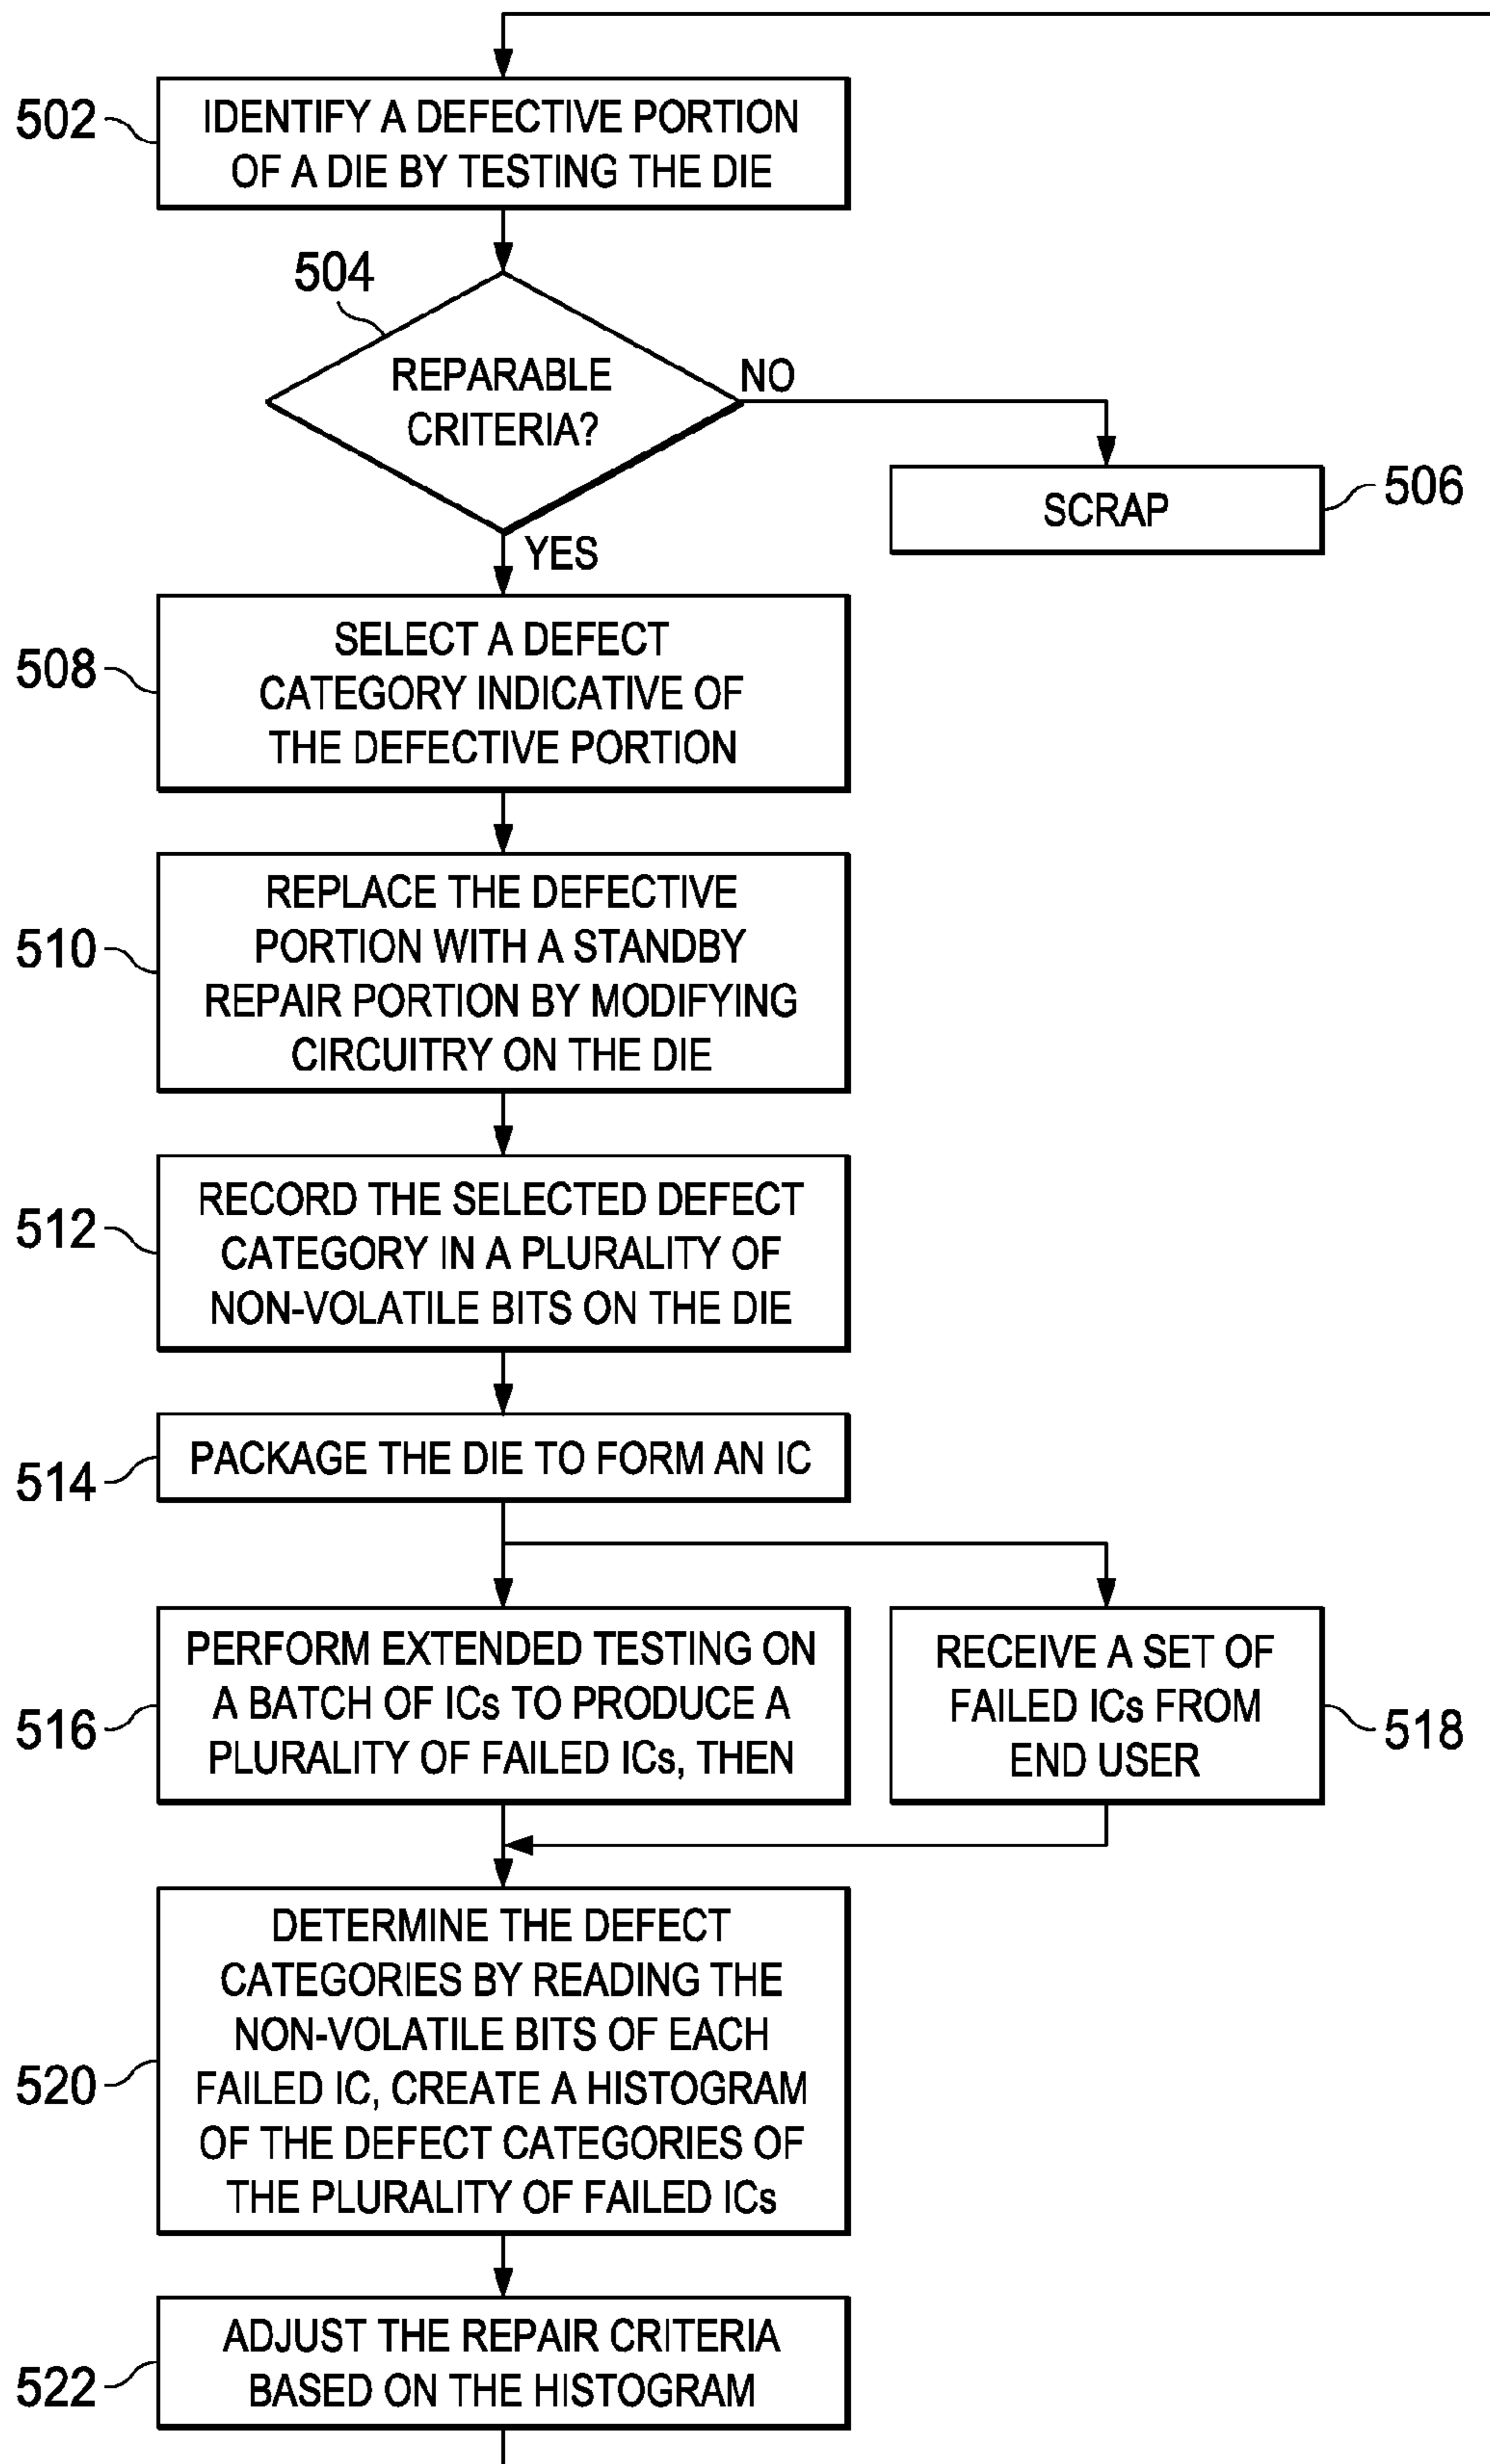 502
IDENTIFY A DEFECTIVE PORTION
OF A DIE BY TESTING THE DIE
504
REPARABLE
CRITERIA?
NO
SCRAP
506
YES
508
SELECT A DEFECT
CATEGORY INDICATIVE OF
THE DEFECTIVE PORTION
510
REPLACE THE DEFECTIVE
PORTION WITH A STANDBY
REPAIR PORTION BY MODIFYING
CIRCUITRY ON THE DIE
512
RECORD THE SELECTED DEFECT
CATEGORY IN A PLURALITY OF
NON-VOLATILE BITS ON THE DIE
514
PACKAGE THE DIE TO FORM AN IC
516
PERFORM EXTENDED TESTING ON
A BATCH OF ICs TO PRODUCE A
PLURALITY OF FAILED ICs, THEN
RECEIVE A SET OF
FAILED ICs FROM
END USER
518
520
DETERMINE THE DEFECT
CATEGORIES BY READING THE
NON-VOLATILE BITS OF EACH
FAILED IC, CREATE A HISTOGRAM
OF THE DEFECT CATEGORIES OF
THE PLURALITY OF FAILED ICs
522
ADJUST THE REPAIR CRITERIA
BASED ON THE HISTOGRAM